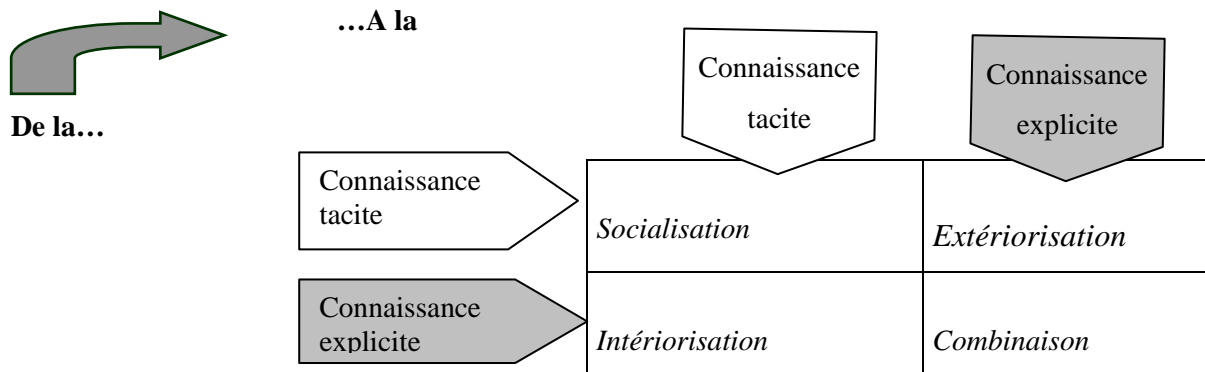 …A la
De la…
Connaissance
tacite
Connaissance
explicite
Connaissance
tacite
Socialisation
Extériorisation
Connaissance
explicite
Intériorisation
Combinaison